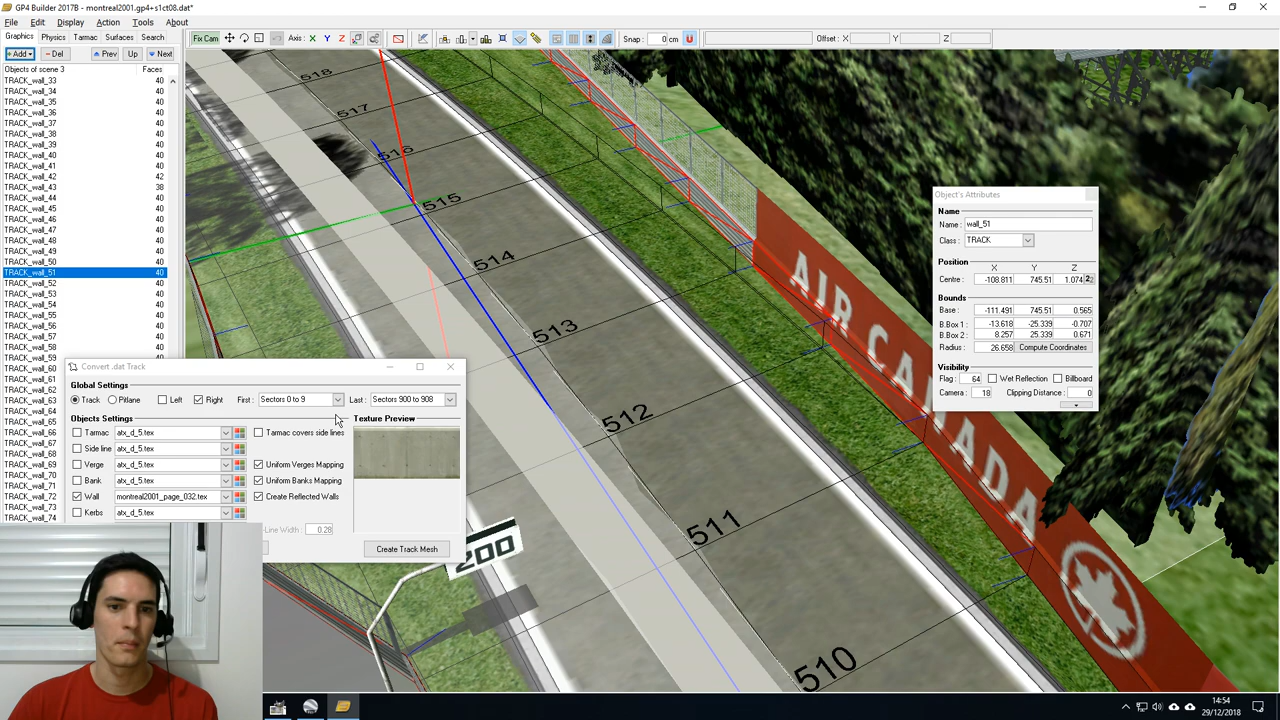 GP4 Builder 2017B - montreal2001.gp4+s1ct08.dat*
File Edit Display Action Tools About
Graphics Physics Tarmac Surfaces Search
Fix Cam Axis : X Y Z Snap : 0 cm Offset : X Y Z
Add - Del Prev Up Next
Objects of scene 3 Faces
TRACK_wall_33 40
TRACK_wall_34 40
TRACK_wall_35 40
TRACK_wall_36 40
TRACK_wall_37 40
TRACK_wall_38 40
TRACK_wall_39 40
TRACK_wall_40 40
TRACK_wall_41 40
TRACK_wall_42 42
TRACK_wall_43 38
TRACK_wall_44 40
TRACK_wall_45 40
TRACK_wall_46 40
TRACK_wall_47 40
TRACK_wall_48 40
TRACK_wall_49 40
TRACK_wall_50 40
TRACK_wall_51 40
TRACK_wall_52 40
TRACK_wall_53 40
TRACK_wall_54 40
TRACK_wall_55 40
TRACK_wall_56 40
TRACK_wall_57 40
TRACK_wall_58 40
TRACK_wall_59 40
TRACK_wall_60
TRACK_wall_61
TRACK_wall_62
TRACK_wall_63
TRACK_wall_64
TRACK_wall_65
TRACK_wall_66
TRACK_wall_67
TRACK_wall_68
TRACK_wall_69
TRACK_wall_70
TRACK_wall_71
TRACK_wall_72
TRACK_wall_73
TRACK_wall_74
Convert .dat Track
Global Settings
Track Pitlane Left Right First : Sectors 0 to 9 Last : Sectors 900 to 908
Objects Settings Texture Preview
Tarmac atx_d_5.tex Tarmac covers side lines
Side line atx_d_5.tex
Verge atx_d_5.tex Uniform Verges Mapping
Bank atx_d_5.tex Uniform Banks Mapping
Wall montreal2001_page_032.tex Create Reflected Walls
Kerbs atx_d_5.tex
-Line Width : 0.28
Create Track Mesh
518
517
516
515
514
513
512
511
510
200
AIR CANADA
Object's Attributes
Name
Name : wall_51
Class : TRACK
Position
X Y Z
Centre : -108.811 745.51 1.074
Bounds
Base : -111.491 745.51 0.565
B.Box 1 : -13.618 -25.339 -0.707
B.Box 2 : 8.257 25.339 0.671
Radius : 26.658 Compute Coordinates
Visibility
Flag : 64 Wet Reflection Billboard
Camera : 18 Clipping Distance : 0
14:54
29/12/2018